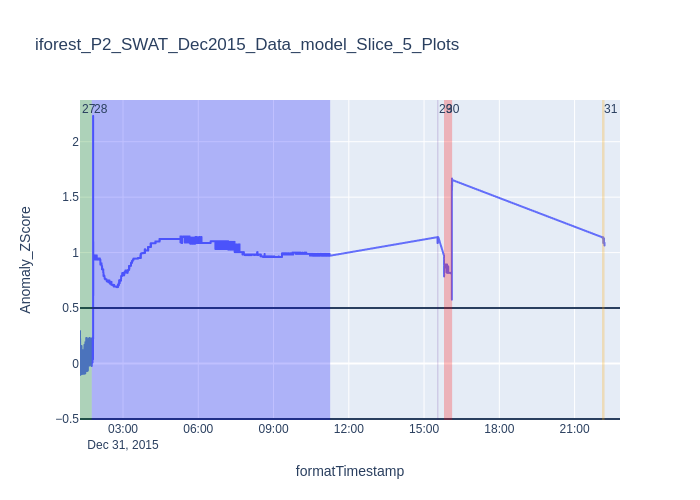 iforest_P2_SWAT_Dec2015_Data_model_Slice_5_Plots
27 28 29 30 31
2
1.5
1
0.5
0
−0.5
Anomaly_ZScore
03:00 06:00 09:00 12:00 15:00 18:00 21:00
Dec 31, 2015
formatTimestamp